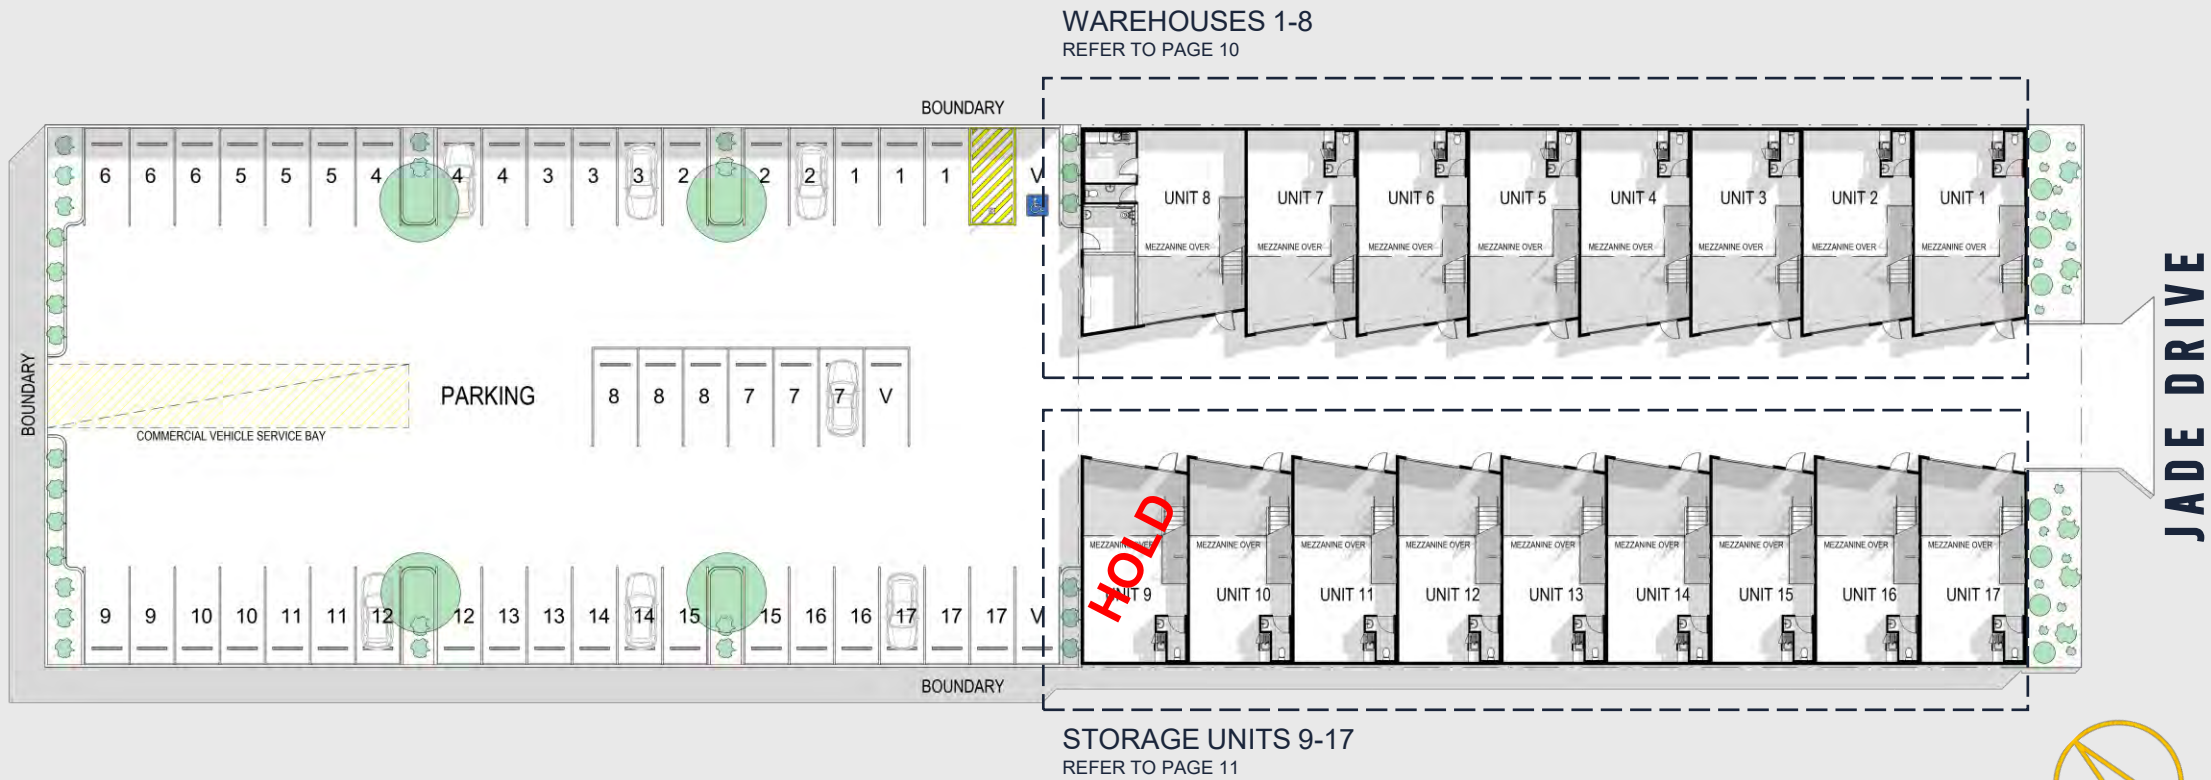 WAREHOUSES 1-8
REFER TO PAGE 10
BOUNDARY
6 6 6 5 5 5 4 4 4 3 3 3 2 2 2 1 1 1 V
UNIT 8 UNIT 7 UNIT 6 UNIT 5 UNIT 4 UNIT 3 UNIT 2 UNIT 1
MEZZANINE OVER MEZZANINE OVER MEZZANINE OVER MEZZANINE OVER MEZZANINE OVER MEZZANINE OVER MEZZANINE OVER MEZZANINE OVER
JADE DRIVE
BOUNDARY
PARKING
8 8 8 7 7 7 V
COMMERCIAL VEHICLE SERVICE BAY
HOLD
MEZZANINE OVER MEZZANINE OVER MEZZANINE OVER MEZZANINE OVER MEZZANINE OVER MEZZANINE OVER MEZZANINE OVER MEZZANINE OVER MEZZANINE OVER
UNIT 9 UNIT 10 UNIT 11 UNIT 12 UNIT 13 UNIT 14 UNIT 15 UNIT 16 UNIT 17
9 9 10 10 11 11 12 12 13 13 14 14 15 15 16 16 17 17 17 V
BOUNDARY
STORAGE UNITS 9-17
REFER TO PAGE 11